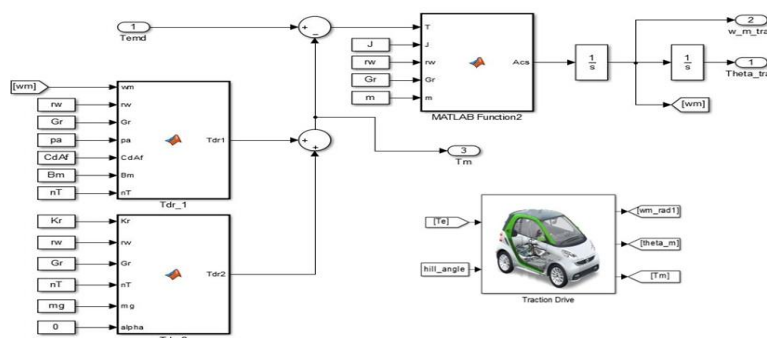 1
Temd
+
−
T
J
J
rw
rw
Gr
Gr
m
m
Acs
MATLAB Function2
1
s
1
s
2
w_m_tra
1
Theta_tra
[wm]
[wm]
wm
rw
rw
Gr
Gr
pa
pa
CdAf
CdAf
Bm
Bm
nT
nT
Tdr1
Tdr_1
+
+
3
Tm
Kr
Kr
rw
rw
Gr
Gr
nT
nT
mg
mg
0
alpha
Tdr2
[Te]
hill_angle
[wm_rad1]
[theta_m]
[Tm]
Traction Drive